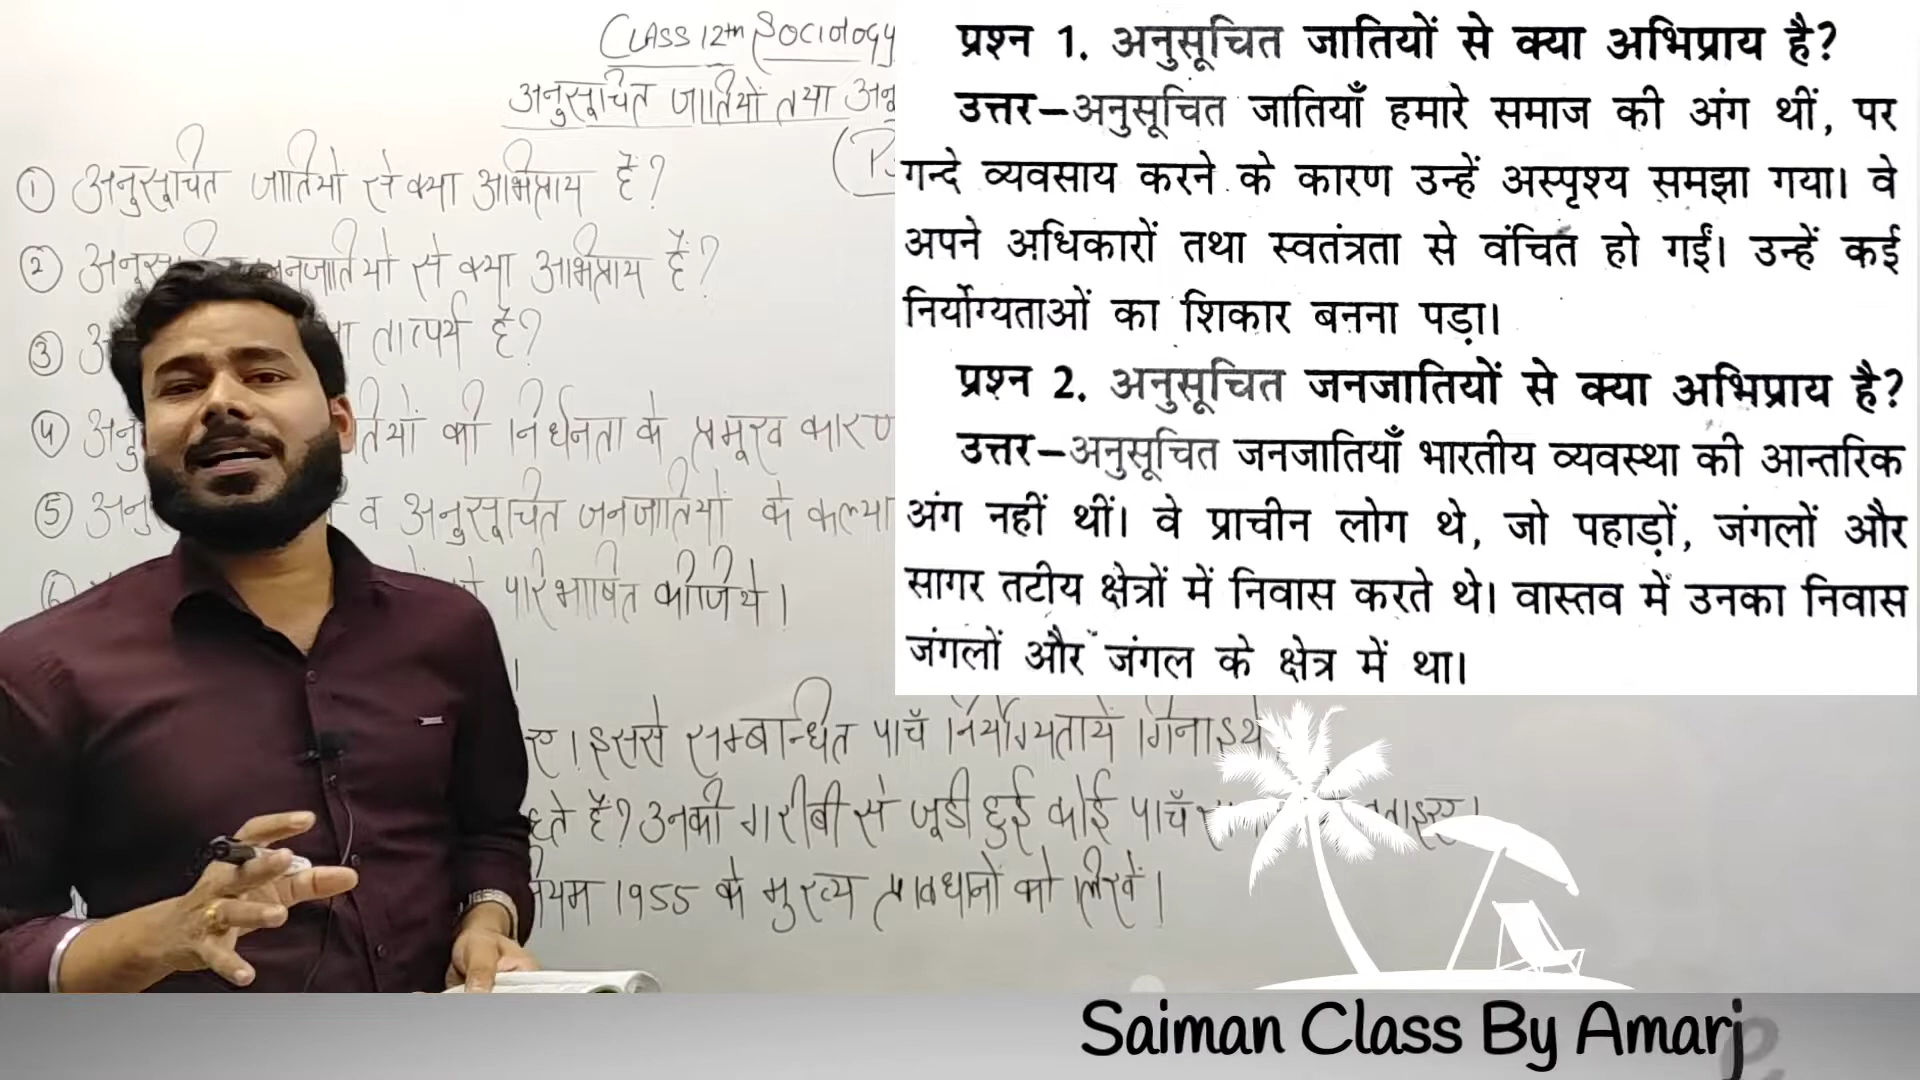 CLASS 12th SOCIOLOGY
अनुसूचित जातियों तथा
① अनुसूचित जातियों से क्या अभिप्राय है?
② जनजातियों से क्या अभिप्राय है?
③ तात्पर्य है?
④ की निर्धनता के प्रमुख कारण
⑤ व अनुसूचित जनजातियों के
परिभाषित कीजिये।
।इससे सम्बन्धित पाँच निर्योग्यतायें गिनाइये
है? उनकी गरीबी से जूडी हुई कोई पाँच
1955 के मुख्य प्रावधानों को लिखें।
प्रश्न 1. अनुसूचित जातियों से क्या अभिप्राय है?
उत्तर–अनुसूचित जातियाँ हमारे समाज की अंग थीं, पर
गन्दे व्यवसाय करने के कारण उन्हें अस्पृश्य समझा गया। वे
अपने अधिकारों तथा स्वतंत्रता से वंचित हो गईं। उन्हें कई
निर्योग्यताओं का शिकार बनना पड़ा।
प्रश्न 2. अनुसूचित जनजातियों से क्या अभिप्राय है?
उत्तर–अनुसूचित जनजातियाँ भारतीय व्यवस्था की आन्तरिक
अंग नहीं थीं। वे प्राचीन लोग थे, जो पहाड़ों, जंगलों और
सागर तटीय क्षेत्रों में निवास करते थे। वास्तव में उनका निवास
जंगलों और जंगल के क्षेत्र में था।
Saiman Class By Amarj